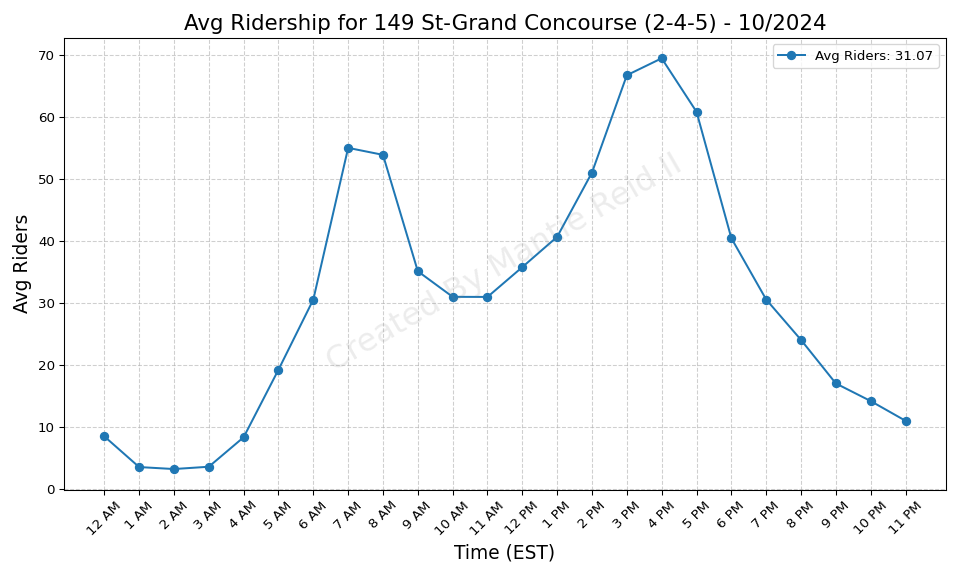 Avg Ridership for 149 St-Grand Concourse (2-4-5) - 10/2024
Avg Riders: 31.07
Avg Riders
70
60
50
40
30
20
10
0
Created By Mantie Reid II
12 AM
1 AM
2 AM
3 AM
4 AM
5 AM
6 AM
7 AM
8 AM
9 AM
10 AM
11 AM
12 PM
1 PM
2 PM
3 PM
4 PM
5 PM
6 PM
7 PM
8 PM
9 PM
10 PM
11 PM
Time (EST)